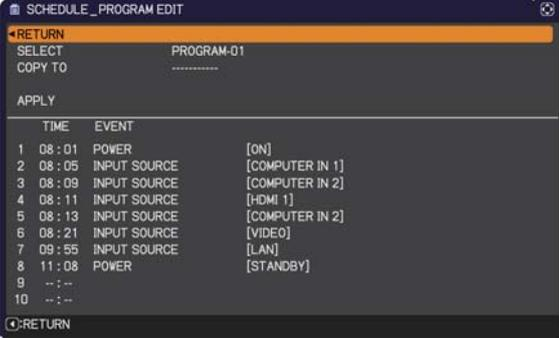 SCHEDULE_PROGRAM EDIT
◀RETURN
SELECT PROGRAM-01
COPY TO -----------
APPLY
TIME EVENT
1 08:01 POWER [ON]
2 08:05 INPUT SOURCE [COMPUTER IN 1]
3 08:09 INPUT SOURCE [COMPUTER IN 2]
4 08:11 INPUT SOURCE [HDMI 1]
5 08:13 INPUT SOURCE [COMPUTER IN 2]
6 08:21 INPUT SOURCE [VIDEO]
7 09:55 INPUT SOURCE [LAN]
8 11:08 POWER [STANDBY]
9 --:--
10 --:--
◀:RETURN